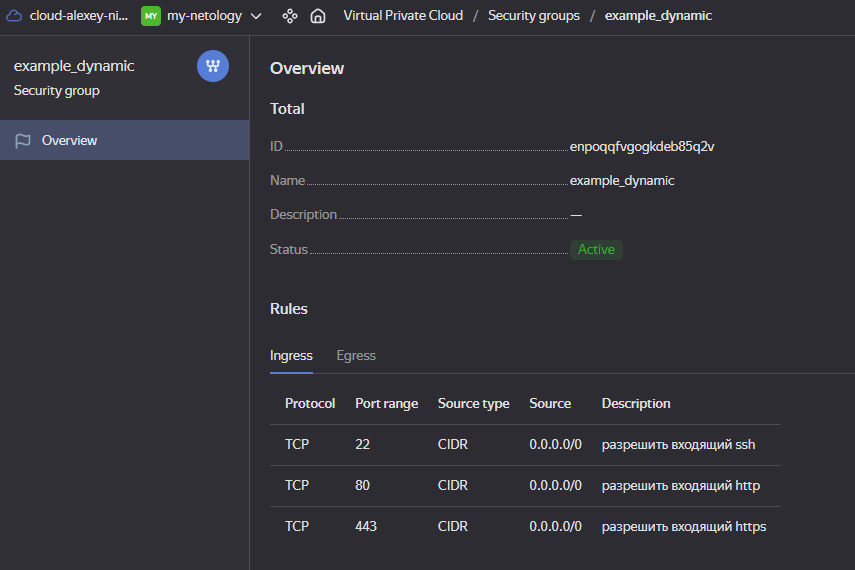 cloud-alexey-ni... MY my-netology Virtual Private Cloud / Security groups / example_dynamic
example_dynamic
Security group
Overview
Overview
Total
ID enpoqqfvgogkdeb85q2v
Name example_dynamic
Description —
Status Active
Rules
Ingress Egress
Protocol Port range Source type Source Description
TCP 22 CIDR 0.0.0.0/0 разрешить входящий ssh
TCP 80 CIDR 0.0.0.0/0 разрешить входящий http
TCP 443 CIDR 0.0.0.0/0 разрешить входящий https